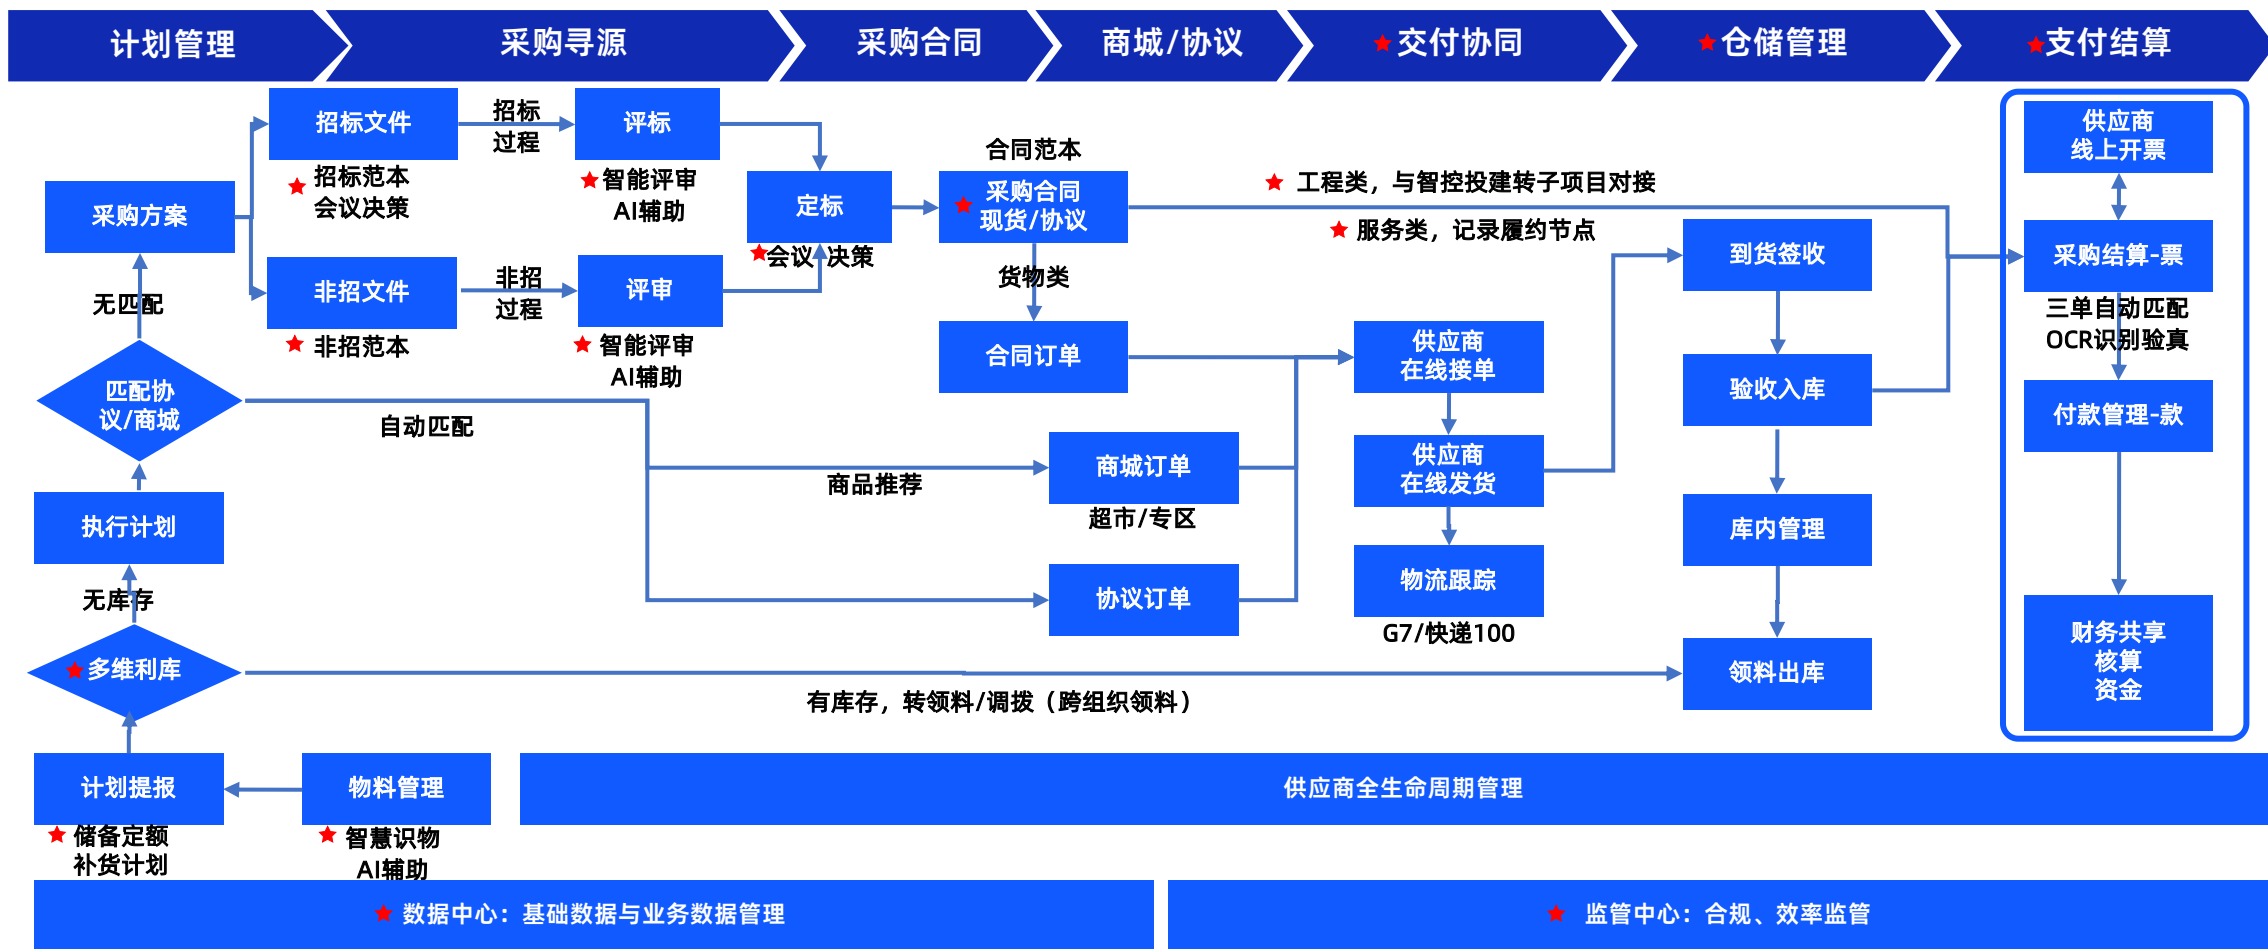 计划管理
采购寻源
采购合同
商城/协议
交付协同
仓储管理
支付结算
招标文件
招标
过程
评标
招标范本
会议决策
智能评审
AI辅助
采购方案
定标
会议 决策
合同范本
采购合同
现货/协议
工程类，与智控投建转子项目对接
服务类，记录履约节点
货物类
供应商
线上开票
到货签收
采购结算-票
三单自动匹配
OCR识别验真
无匹配
非招文件
非招
过程
评审
非招范本
智能评审
AI辅助
合同订单
供应商
在线接单
验收入库
付款管理-款
匹配协
议/商城
自动匹配
商品推荐
商城订单
超市/专区
供应商
在线发货
执行计划
库内管理
无库存
协议订单
物流跟踪
G7/快递100
多维利库
有库存，转领料/调拨（跨组织领料）
领料出库
财务共享
核算
资金
计划提报
物料管理
供应商全生命周期管理
储备定额
补货计划
智慧识物
AI辅助
数据中心：基础数据与业务数据管理
监管中心：合规、效率监管